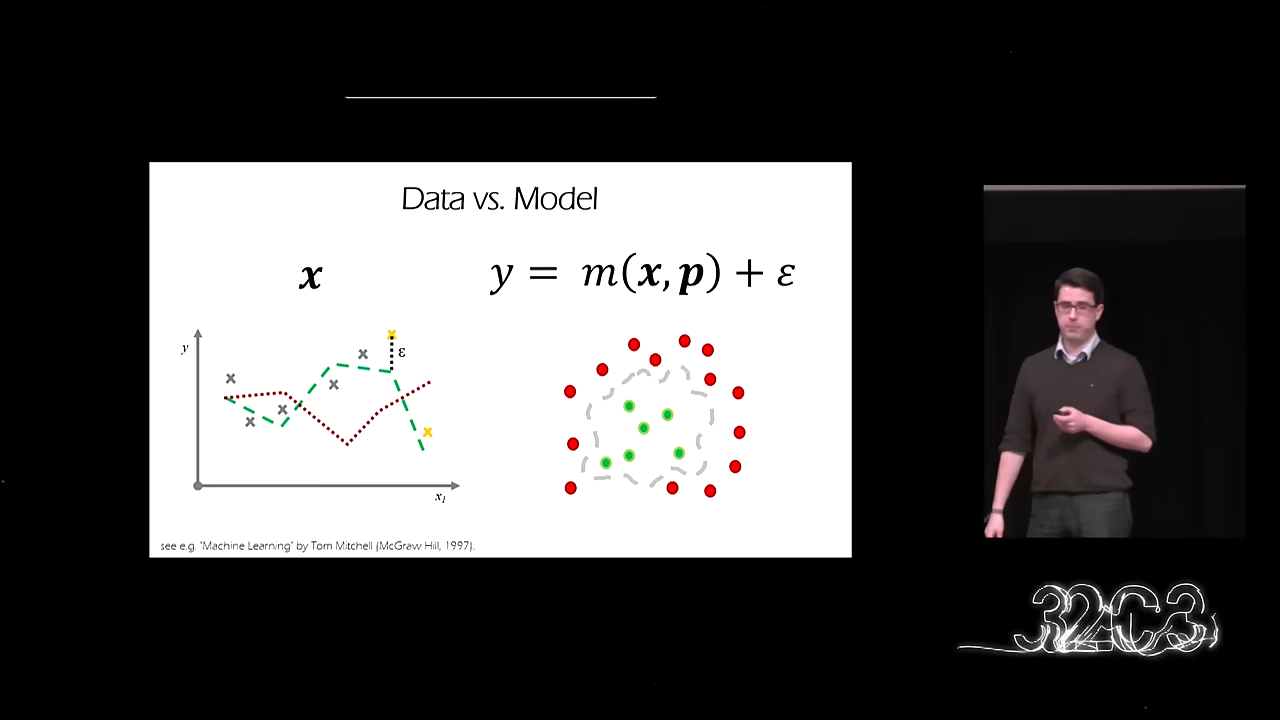 Data vs. Model
x
y = m(x, p) + ε
y
ε
x₁
see e.g. "Machine Learning" by Tom Mitchell (McGraw Hill, 1997).
32C3